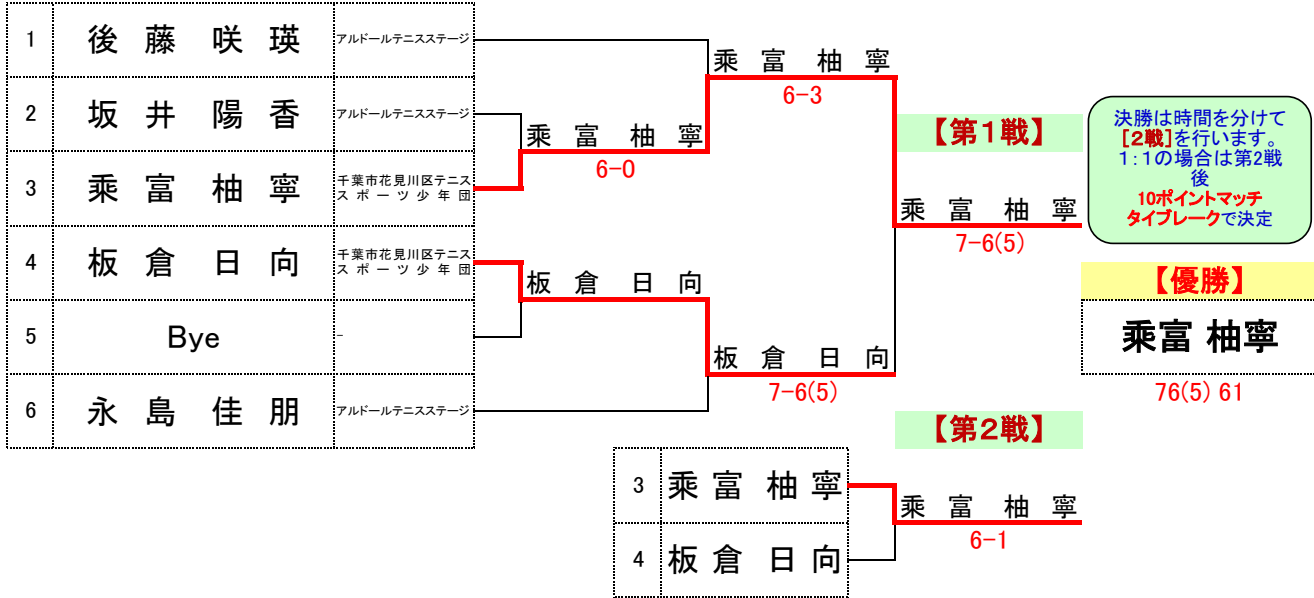 1 後藤 咲瑛 アルドールテニスステージ
2 坂井 陽香 アルドールテニスステージ
3 乗富 柚寧 千葉市花見川区テニス
スポーツ少年団
4 板倉 日向 千葉市花見川区テニス
スポーツ少年団
5 Bye -
6 永島 佳朋 アルドールテニスステージ
乗富 柚寧
6-0
板倉 日向
乗富 柚寧
6-3
板倉 日向
7-6(5)
【第1戦】
乗富 柚寧
7-6(5)
決勝は時間を分けて
[2戦]を行います。
1:1の場合は第2戦
後
10ポイントマッチ
タイブレークで決定
【優勝】
乗富 柚寧
76(5) 61
【第2戦】
3 乗富 柚寧
4 板倉 日向
乗富 柚寧
6-1